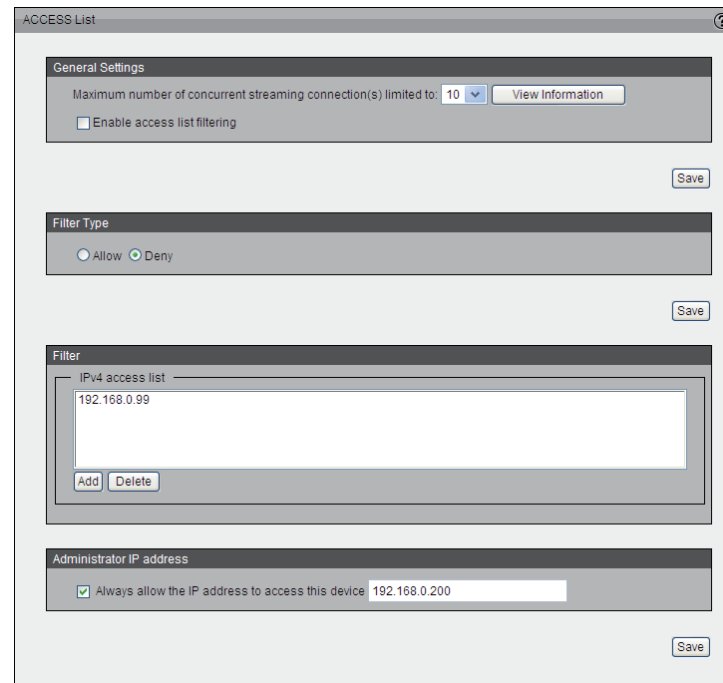 ACCESS List
?
General Settings
Maximum number of concurrent streaming connection(s) limited to: 10 View Information
Enable access list filtering
Save
Filter Type
Allow Deny
Save
Filter
IPv4 access list
192.168.0.99
Add Delete
Administrator IP address
Always allow the IP address to access this device 192.168.0.200
Save